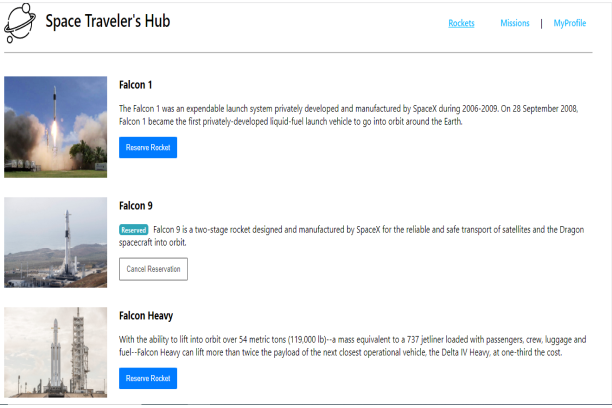 Space Traveler's Hub
Rockets Missions | MyProfile
Falcon 1
The Falcon 1 was an expendable launch system privately developed and manufactured by SpaceX during 2006-2009. On 28 September 2008,
Falcon 1 became the first privately-developed liquid-fuel launch vehicle to go into orbit around the Earth.
Reserve Rocket
Falcon 9
Reserved Falcon 9 is a two-stage rocket designed and manufactured by SpaceX for the reliable and safe transport of satellites and the Dragon
spacecraft into orbit.
Cancel Reservation
Falcon Heavy
With the ability to lift into orbit over 54 metric tons (119,000 lb)--a mass equivalent to a 737 jetliner loaded with passengers, crew, luggage and
fuel--Falcon Heavy can lift more than twice the payload of the next closest operational vehicle, the Delta IV Heavy, at one-third the cost.
Reserve Rocket